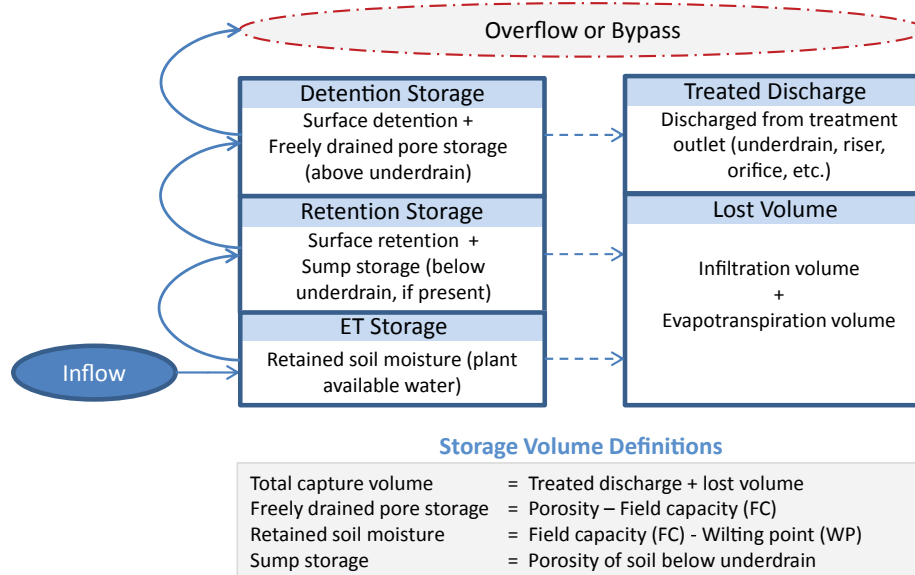 Overflow or Bypass
Detention Storage
Surface detention +
Freely drained pore storage
(above underdrain)
Treated Discharge
Discharged from treatment
outlet (underdrain, riser,
orifice, etc.)
Retention Storage
Surface retention +
Sump storage (below
underdrain, if present)
Lost Volume
Infiltration volume
+
Evapotranspiration volume
ET Storage
Retained soil moisture (plant
available water)
Inflow
Storage Volume Definitions
Total capture volume = Treated discharge + lost volume
Freely drained pore storage = Porosity – Field capacity (FC)
Retained soil moisture = Field capacity (FC) - Wilting point (WP)
Sump storage = Porosity of soil below underdrain